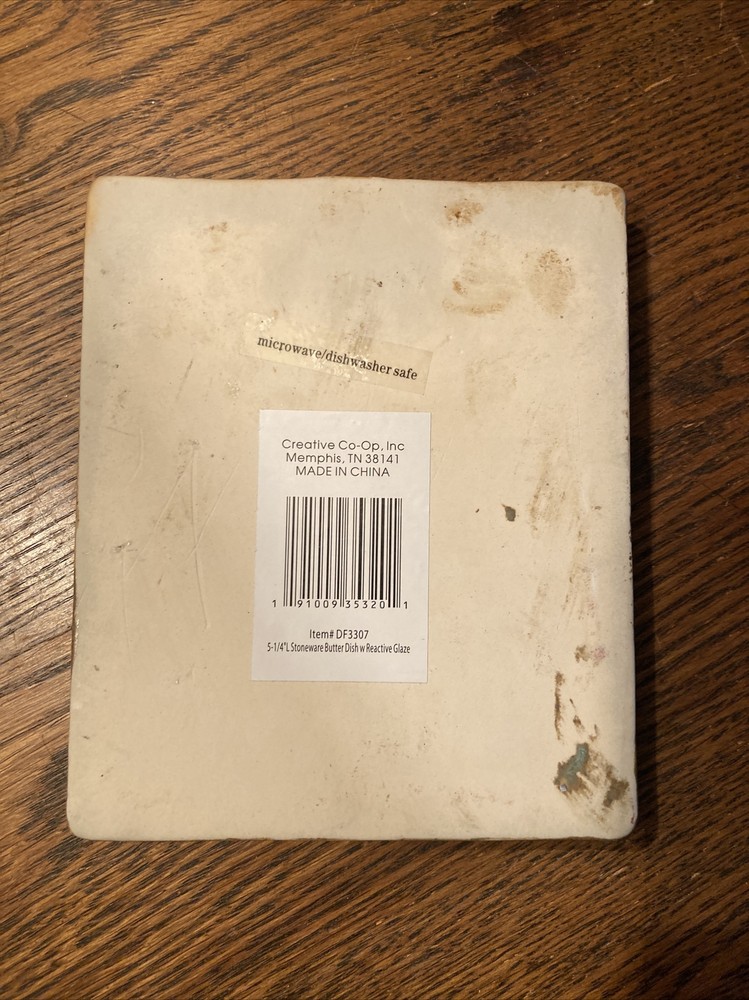 microwave/dishwasher safe
Creative Co-Op, Inc
Memphis, TN 38141
MADE IN CHINA
1 91009 35320 1
Item# DF3307
5-1/4"L Stoneware Butter Dish w Reactive Glaze